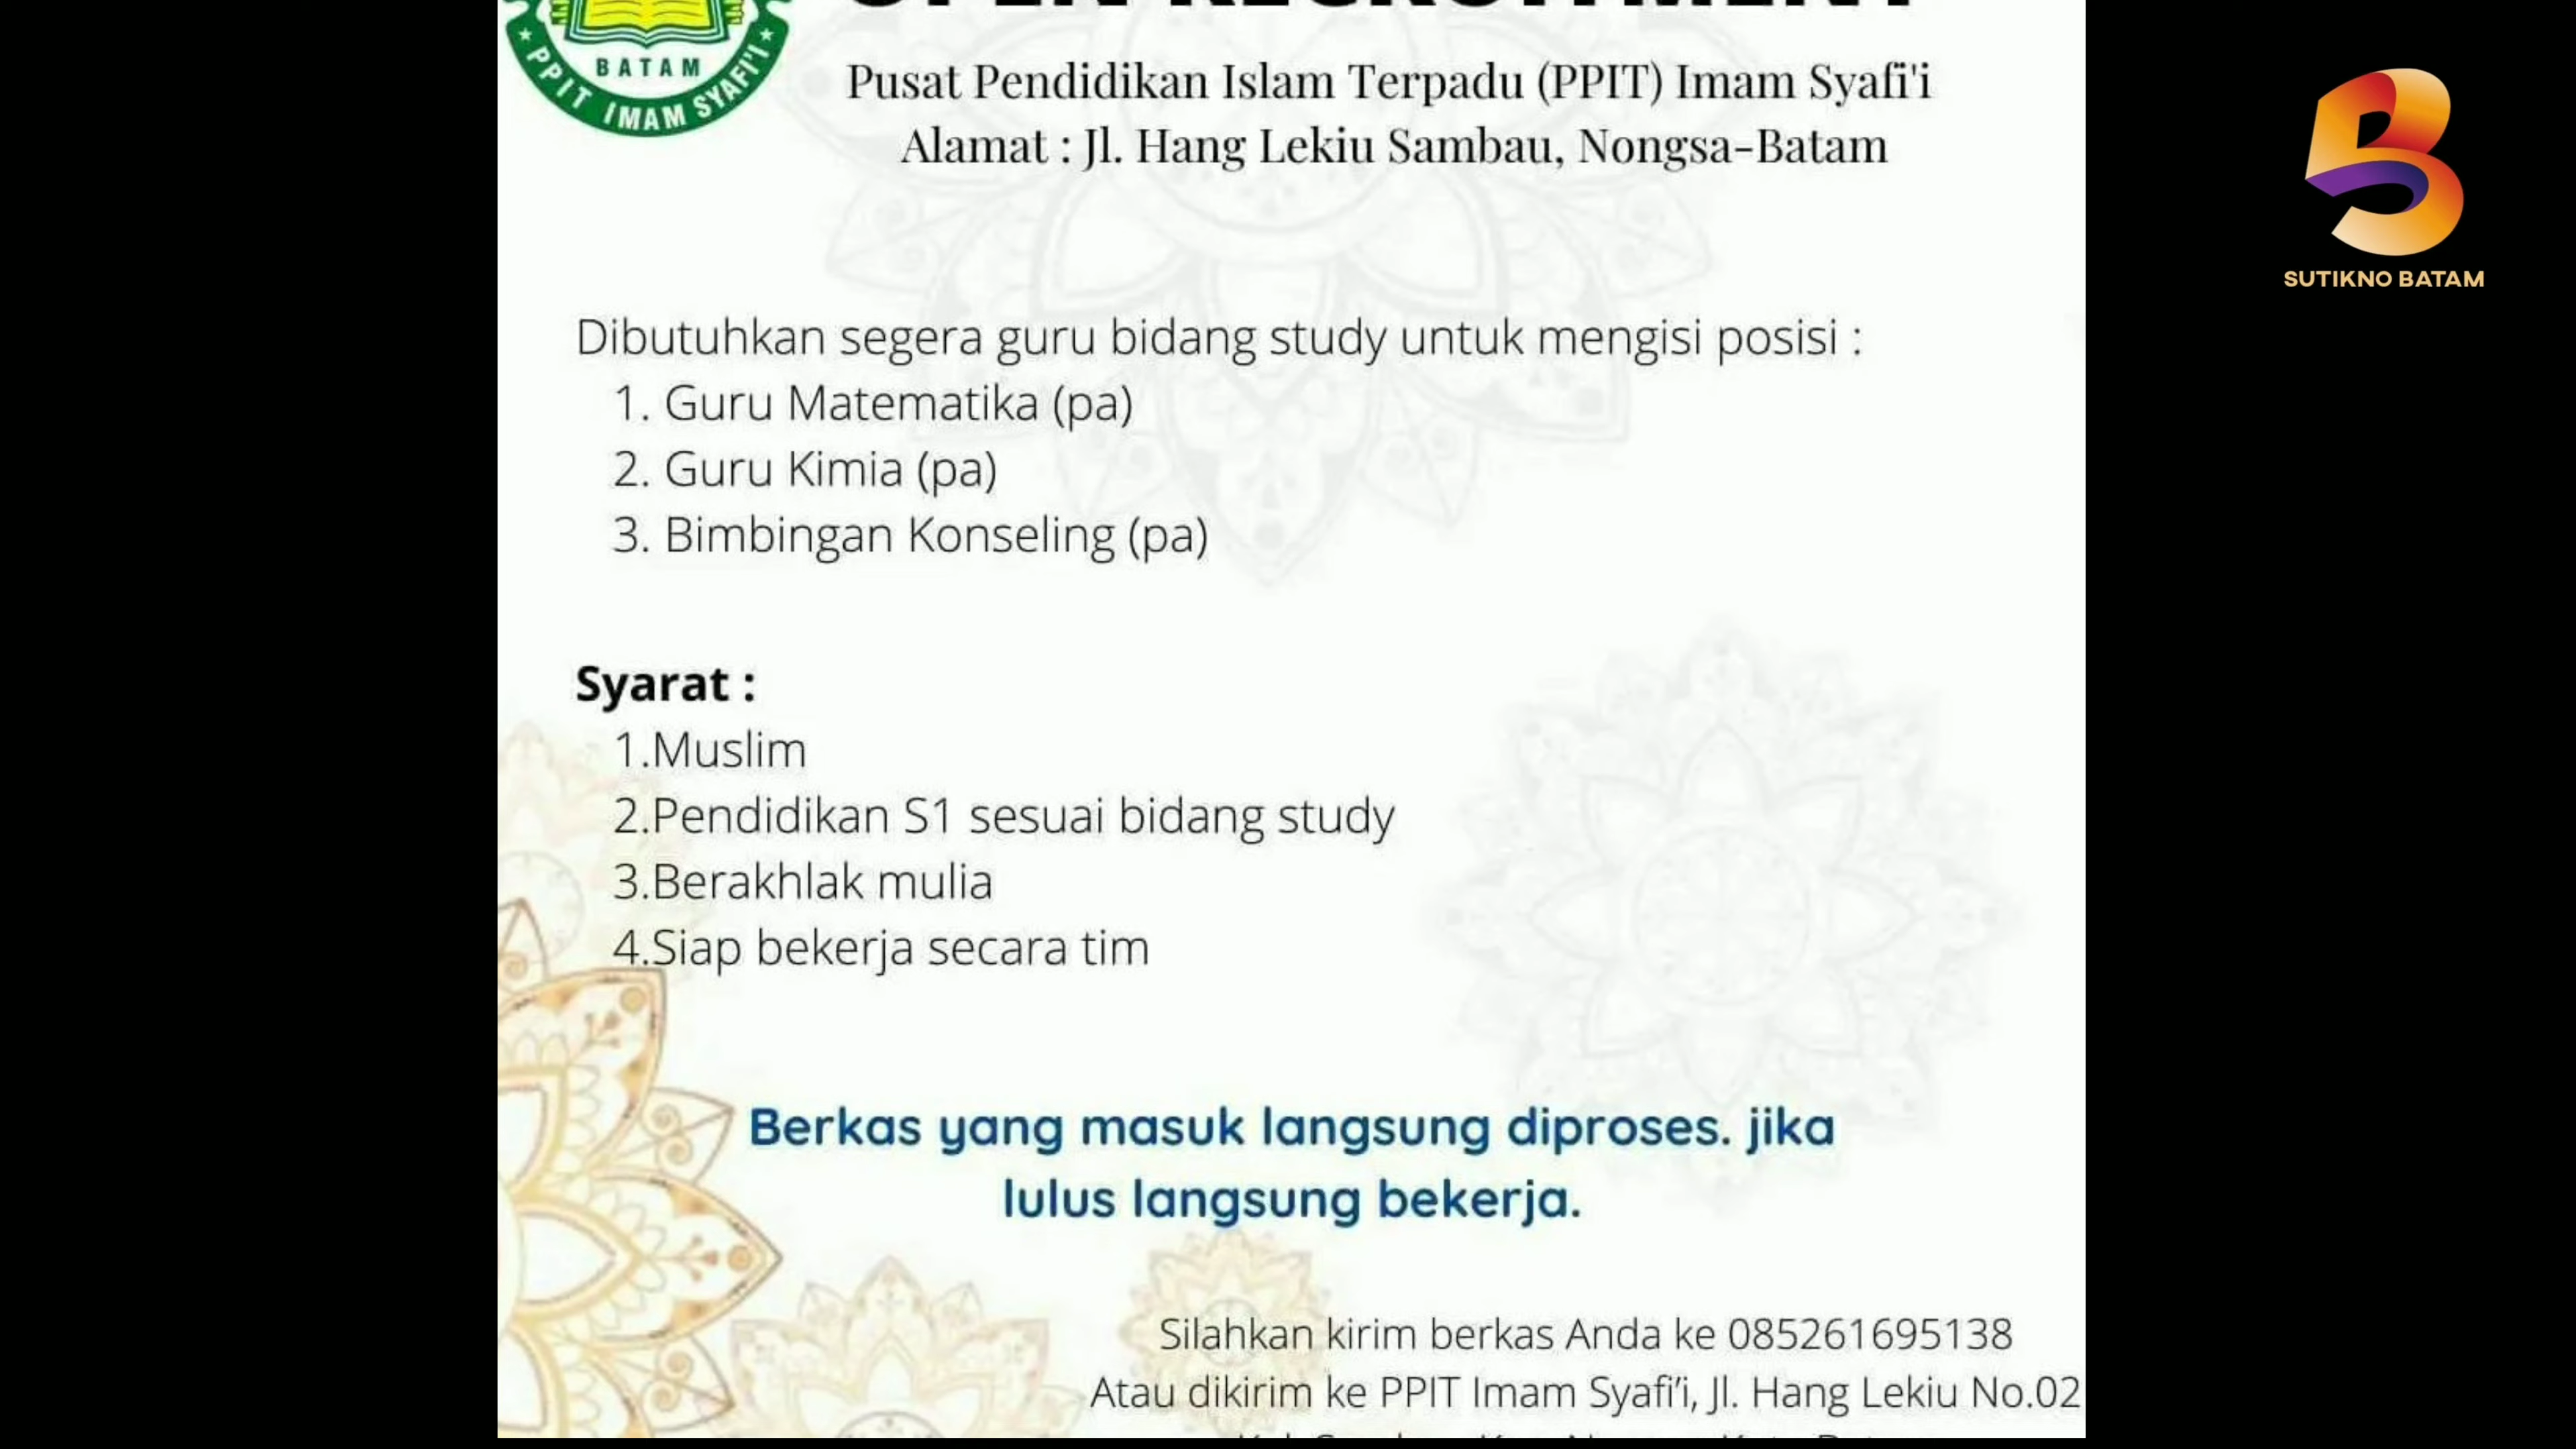 OPEN RECRUITMENT
BATAM
PPIT IMAM SYAFI'I
Pusat Pendidikan Islam Terpadu (PPIT) Imam Syafi'i
Alamat : Jl. Hang Lekiu Sambau, Nongsa-Batam
SUTIKNO BATAM
Dibutuhkan segera guru bidang study untuk mengisi posisi :
1. Guru Matematika (pa)
2. Guru Kimia (pa)
3. Bimbingan Konseling (pa)
Syarat :
1.Muslim
2.Pendidikan S1 sesuai bidang study
3.Berakhlak mulia
4.Siap bekerja secara tim
Berkas yang masuk langsung diproses. jika
lulus langsung bekerja.
Silahkan kirim berkas Anda ke 085261695138
Atau dikirim ke PPIT Imam Syafi'i, Jl. Hang Lekiu No.02